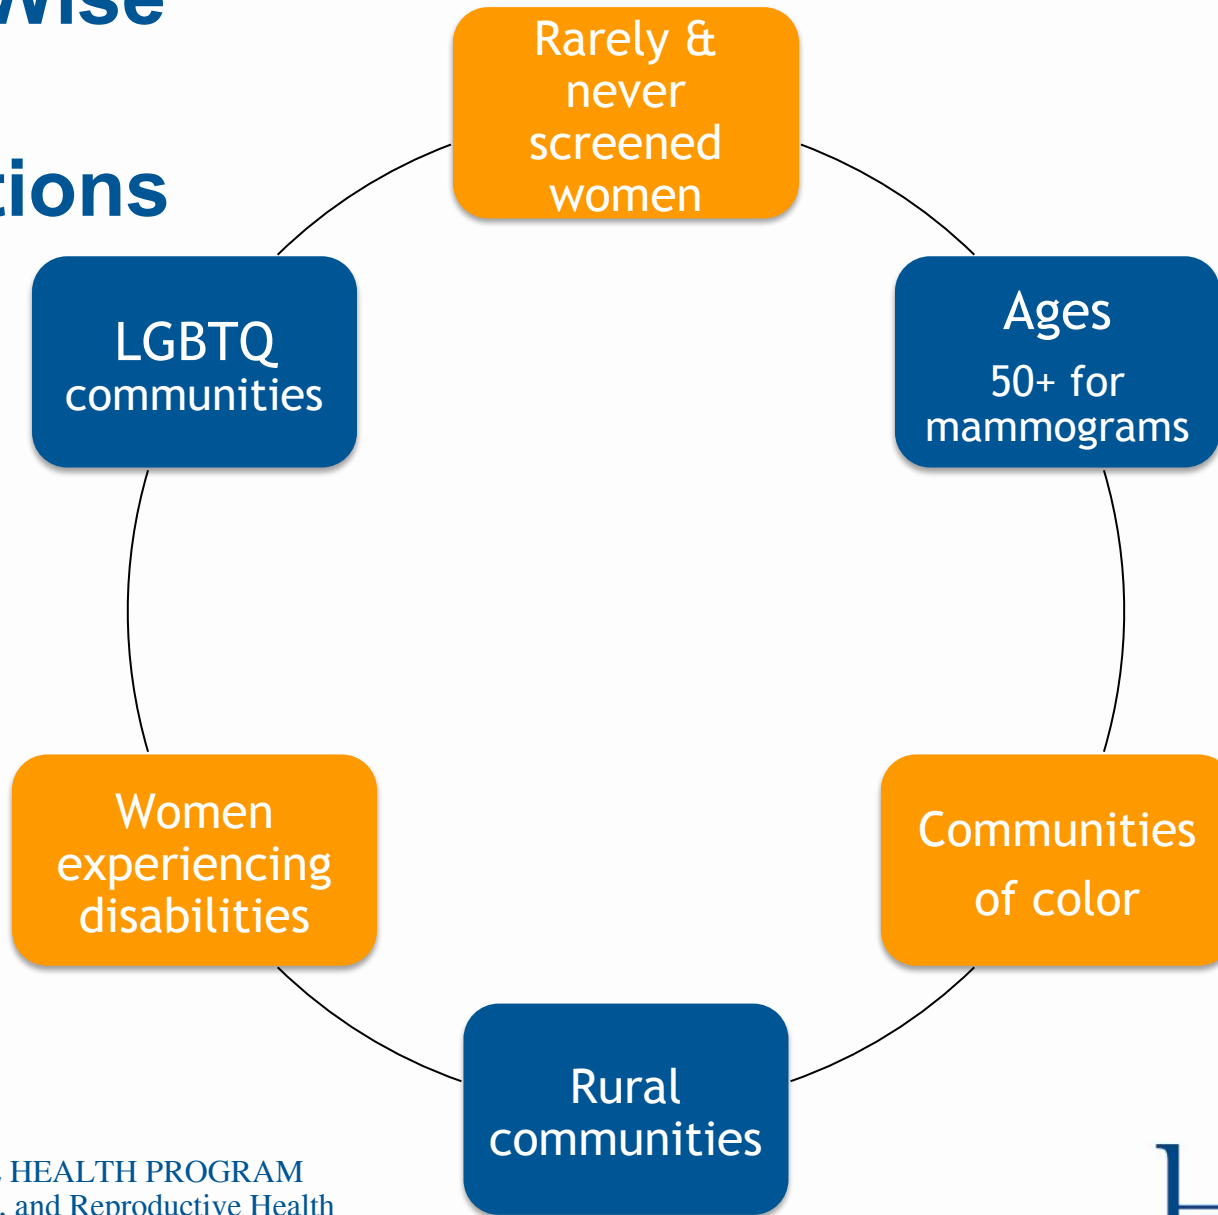 Wise
tions
Rarely &
never
screened
women
LGBTQ
communities
Ages
50+ for
mammograms
Women
experiencing
disabilities
Communities
of color
Rural
communities
HEALTH PROGRAM
, and Reproductive Health